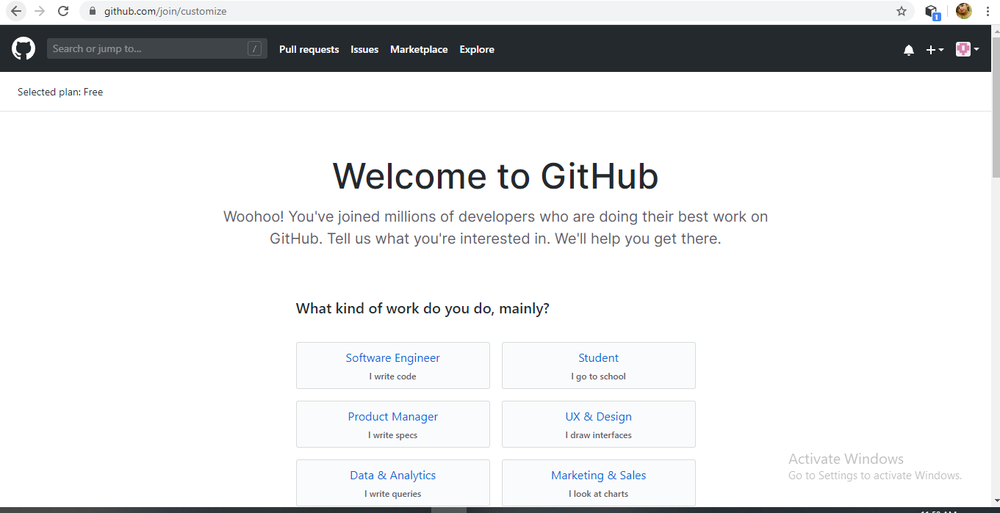 github.com/join/customize
1
Search or jump to... /
Pull requests Issues Marketplace Explore
Selected plan: Free
Welcome to GitHub
Woohoo! You've joined millions of developers who are doing their best work on
GitHub. Tell us what you're interested in. We'll help you get there.
What kind of work do you do, mainly?
Software Engineer
I write code
Student
I go to school
Product Manager
I write specs
UX & Design
I draw interfaces
Data & Analytics
I write queries
Marketing & Sales
I look at charts
Activate Windows
Go to Settings to activate Windows.